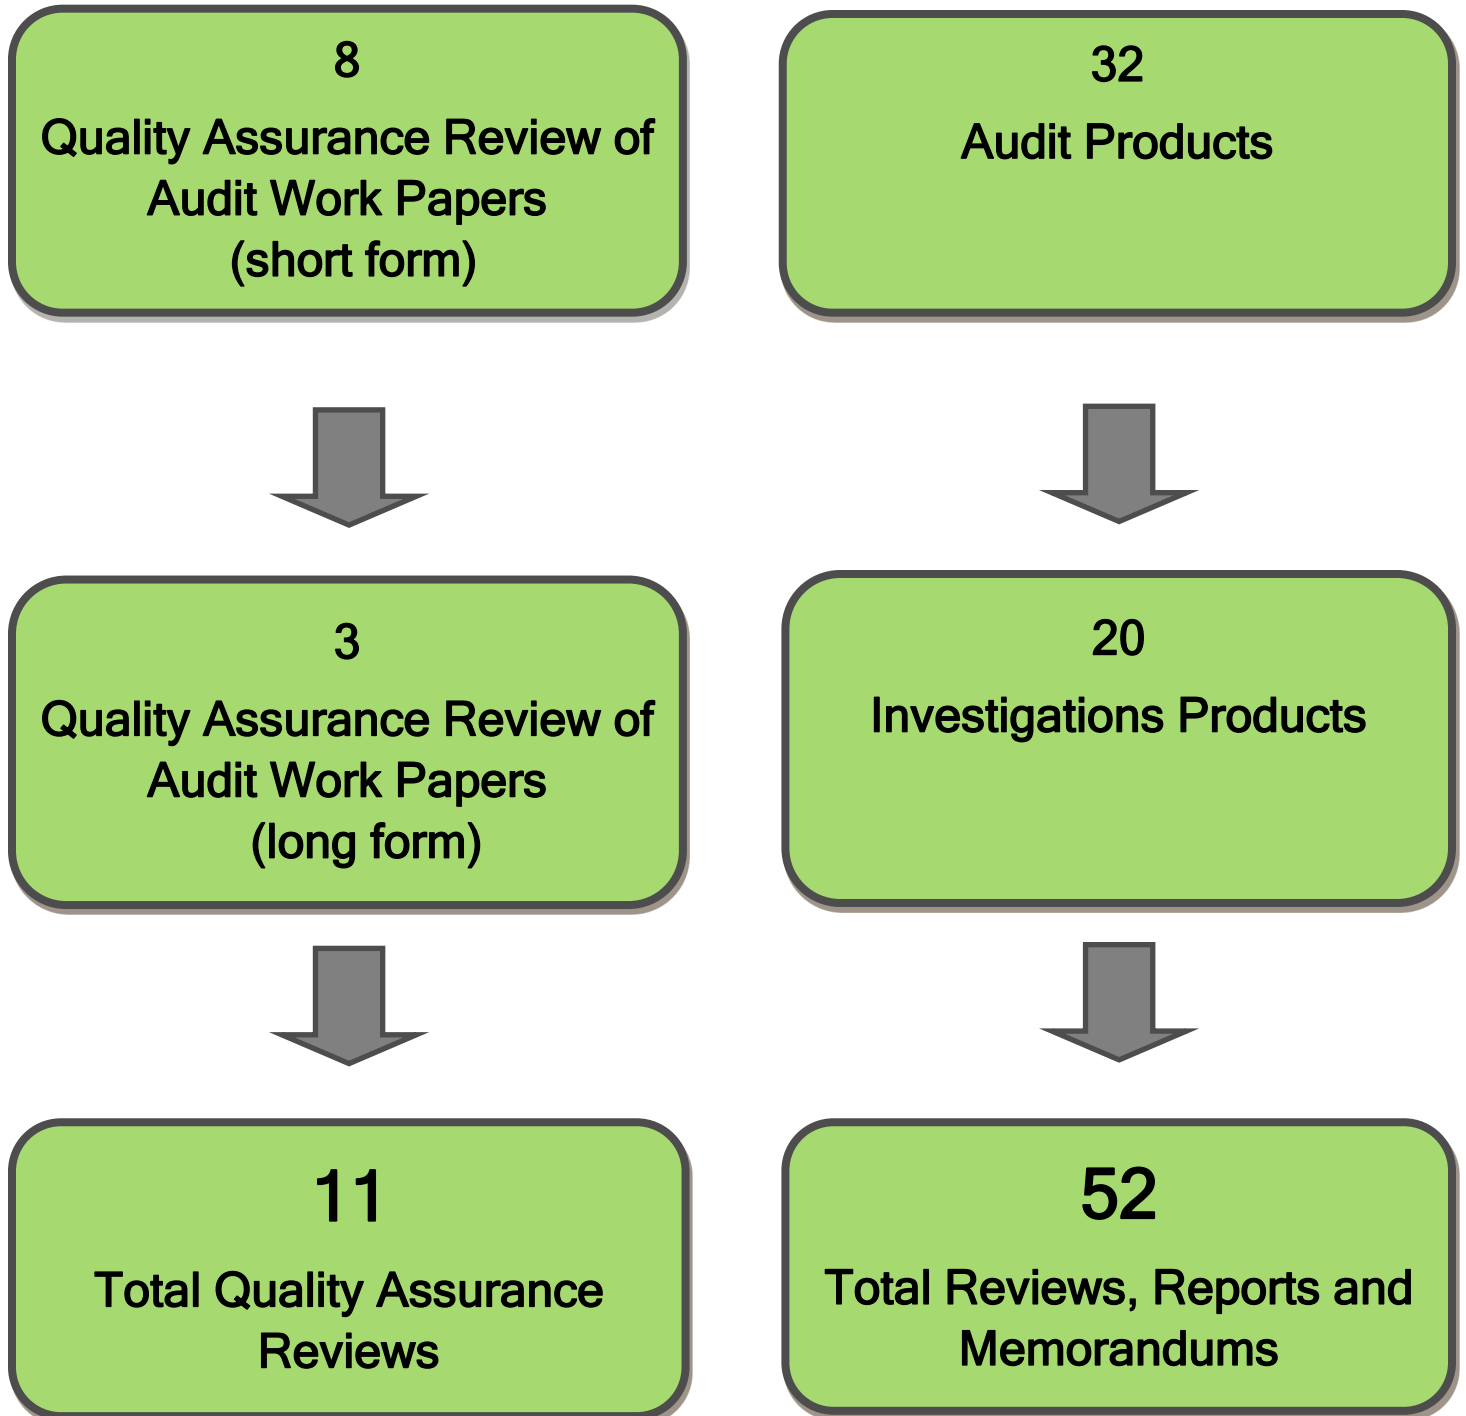 8
Quality Assurance Review of
Audit Work Papers
(short form)
32
Audit Products
3
Quality Assurance Review of
Audit Work Papers
(long form)
20
Investigations Products
11
Total Quality Assurance
Reviews
52
Total Reviews, Reports and
Memorandums